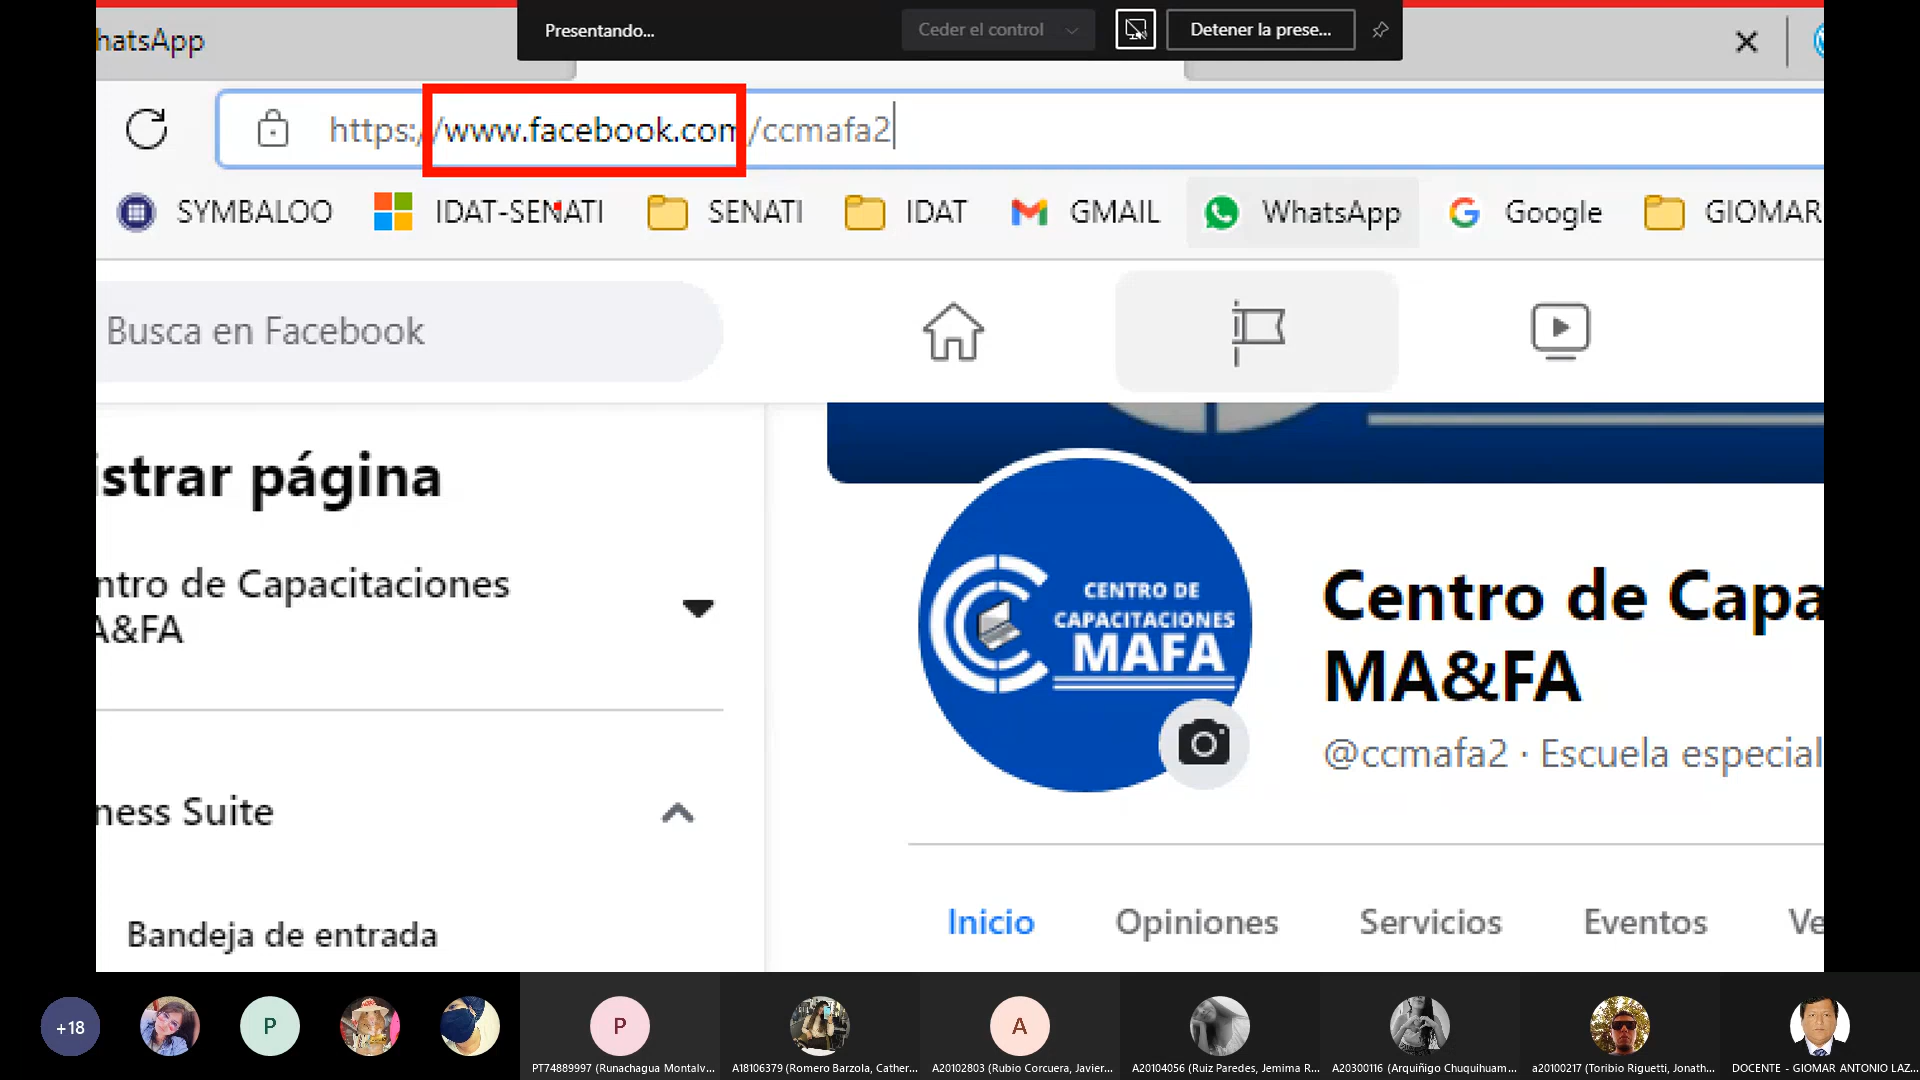 Presentando...
Ceder el control
Detener la prese...
hatsApp
https://www.facebook.com/ccmafa2
SYMBALOO
IDAT-SENATI
SENATI
IDAT
GMAIL
WhatsApp
Google
GIOMAR
Busca en Facebook
istrar página
ntro de Capacitaciones
A&FA
CENTRO DE
CAPACITACIONES
MAFA
Centro de Capa
MA&FA
@ccmafa2 · Escuela especial
ness Suite
Bandeja de entrada
Inicio
Opiniones
Servicios
Eventos
Ve
+18
P
P
A
PT74889997 (Runachagua Montalv...
A18106379 (Romero Barzola, Cather...
A20102803 (Rubio Corcuera, Javier...
A20104056 (Ruiz Paredes, Jemima R...
A20300116 (Arquiñigo Chuquihuam...
a20100217 (Toribio Riguetti, Jonath...
DOCENTE - GIOMAR ANTONIO LAZ...